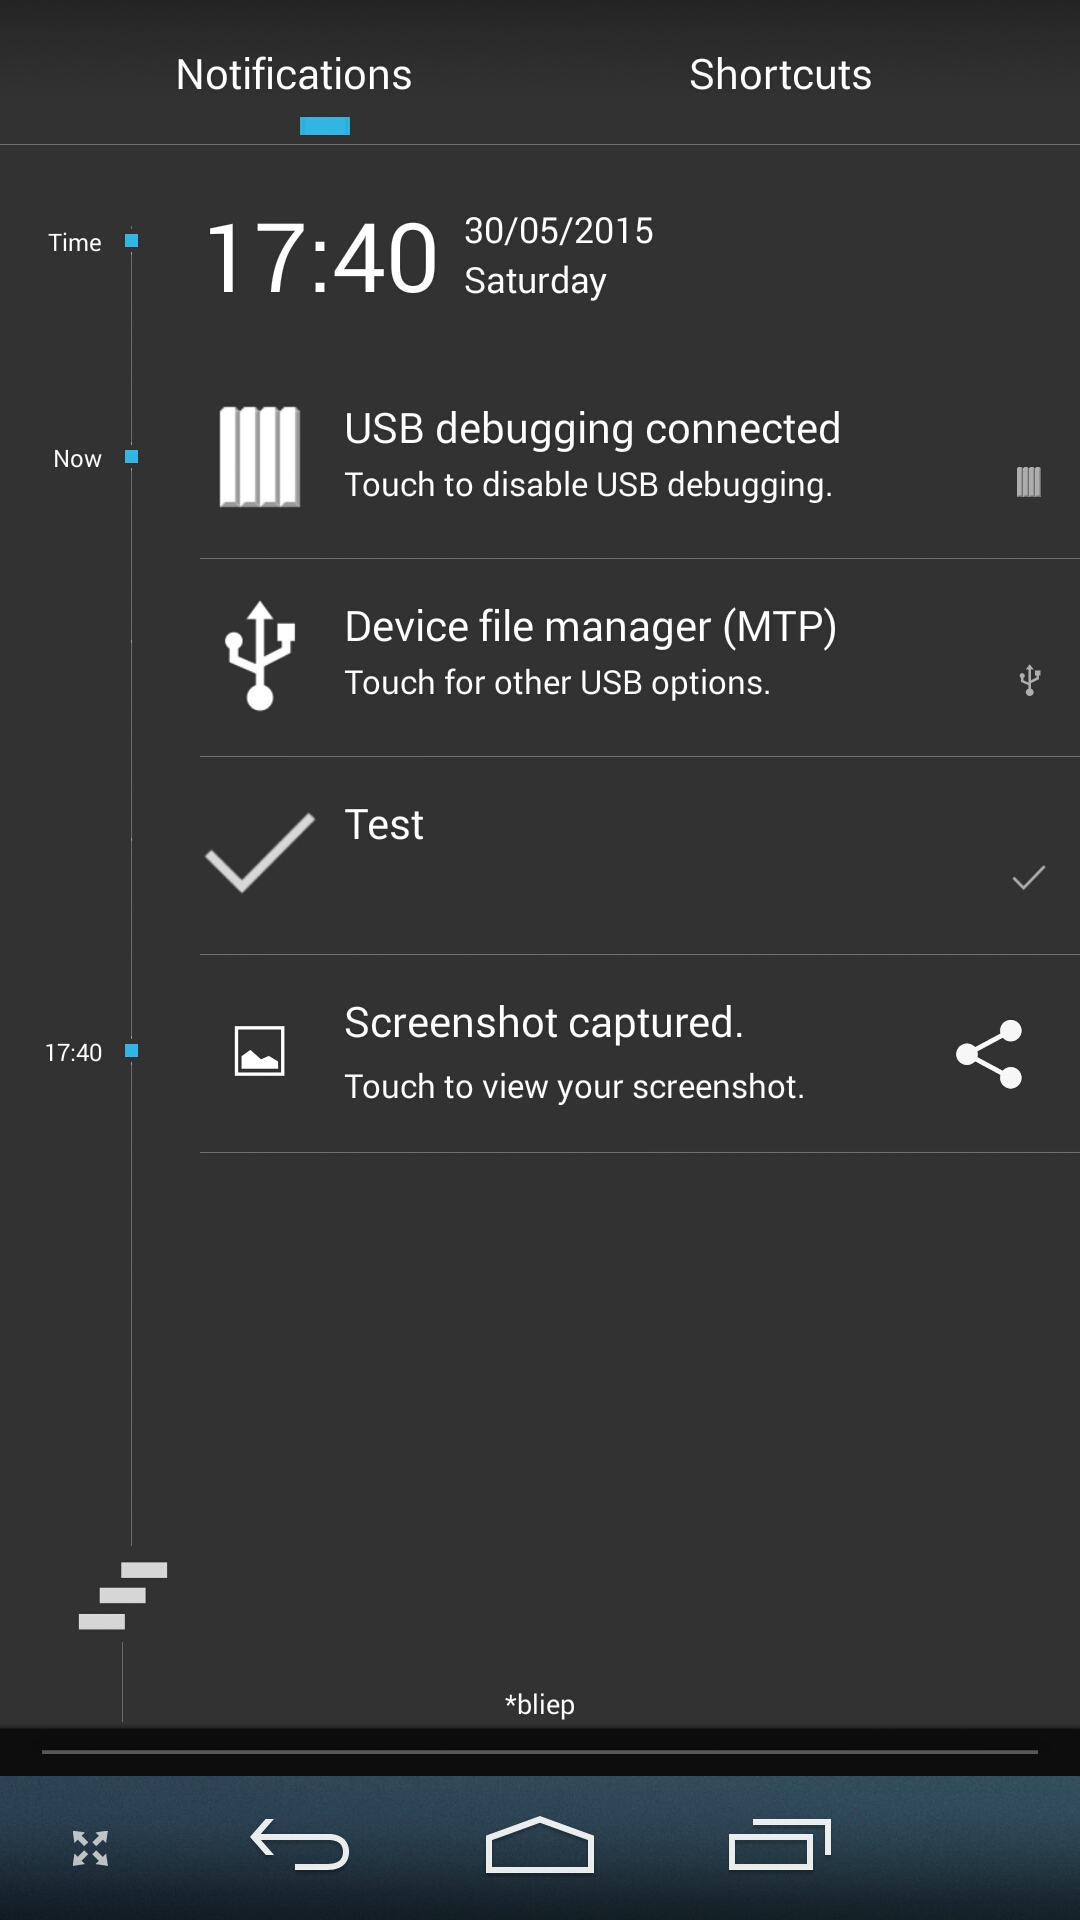 Notifications
Shortcuts
Time
17:40
30/05/2015
Saturday
Now
USB debugging connected
Touch to disable USB debugging.
Device file manager (MTP)
Touch for other USB options.
Test
17:40
Screenshot captured.
Touch to view your screenshot.
*bliep